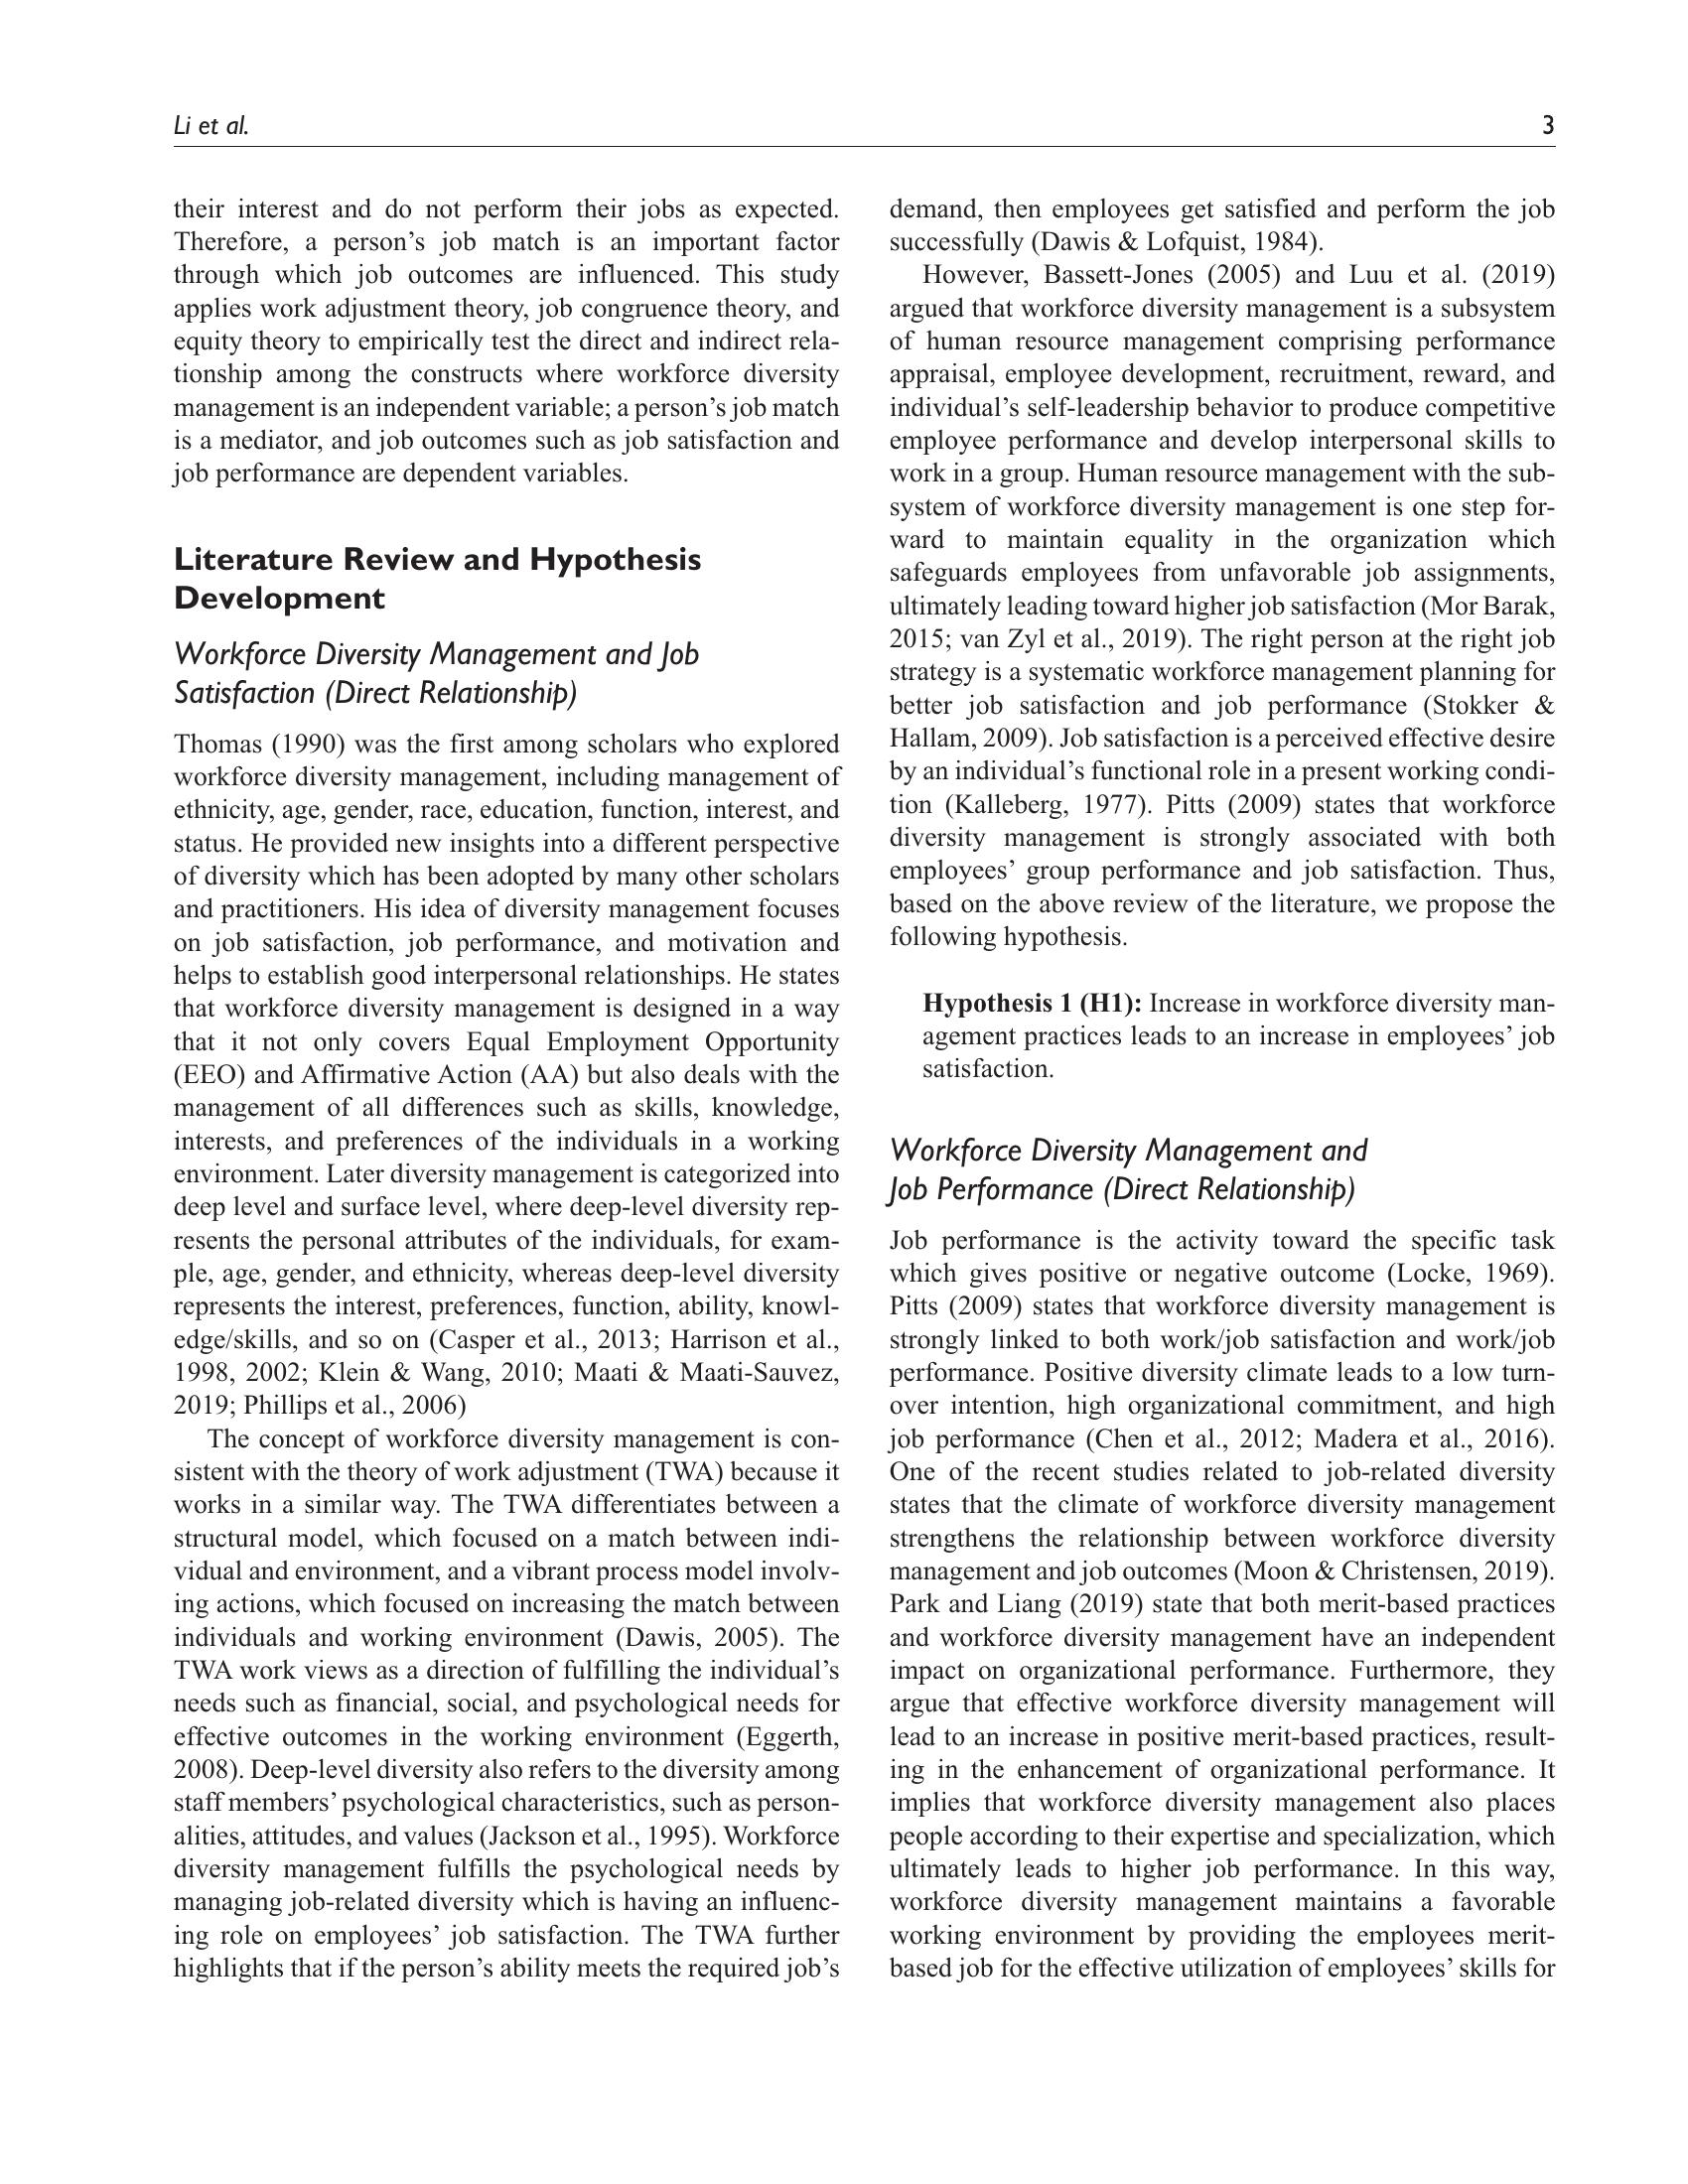 Li et al.
3
their interest and do not perform their jobs as expected.
Therefore, a person’s job match is an important factor
through which job outcomes are influenced. This study
applies work adjustment theory, job congruence theory, and
equity theory to empirically test the direct and indirect rela-
tionship among the constructs where workforce diversity
management is an independent variable; a person’s job match
is a mediator, and job outcomes such as job satisfaction and
job performance are dependent variables.
Literature Review and Hypothesis
Development
Workforce Diversity Management and Job
Satisfaction (Direct Relationship)
Thomas (1990) was the first among scholars who explored
workforce diversity management, including management of
ethnicity, age, gender, race, education, function, interest, and
status. He provided new insights into a different perspective
of diversity which has been adopted by many other scholars
and practitioners. His idea of diversity management focuses
on job satisfaction, job performance, and motivation and
helps to establish good interpersonal relationships. He states
that workforce diversity management is designed in a way
that it not only covers Equal Employment Opportunity
(EEO) and Affirmative Action (AA) but also deals with the
management of all differences such as skills, knowledge,
interests, and preferences of the individuals in a working
environment. Later diversity management is categorized into
deep level and surface level, where deep-level diversity rep-
resents the personal attributes of the individuals, for exam-
ple, age, gender, and ethnicity, whereas deep-level diversity
represents the interest, preferences, function, ability, knowl-
edge/skills, and so on (Casper et al., 2013; Harrison et al.,
1998, 2002; Klein & Wang, 2010; Maati & Maati-Sauvez,
2019; Phillips et al., 2006)
The concept of workforce diversity management is con-
sistent with the theory of work adjustment (TWA) because it
works in a similar way. The TWA differentiates between a
structural model, which focused on a match between indi-
vidual and environment, and a vibrant process model involv-
ing actions, which focused on increasing the match between
individuals and working environment (Dawis, 2005). The
TWA work views as a direction of fulfilling the individual’s
needs such as financial, social, and psychological needs for
effective outcomes in the working environment (Eggerth,
2008). Deep-level diversity also refers to the diversity among
staff members’ psychological characteristics, such as person-
alities, attitudes, and values (Jackson et al., 1995). Workforce
diversity management fulfills the psychological needs by
managing job-related diversity which is having an influenc-
ing role on employees’ job satisfaction. The TWA further
highlights that if the person’s ability meets the required job’s
demand, then employees get satisfied and perform the job
successfully (Dawis & Lofquist, 1984).
However, Bassett-Jones (2005) and Luu et al. (2019)
argued that workforce diversity management is a subsystem
of human resource management comprising performance
appraisal, employee development, recruitment, reward, and
individual’s self-leadership behavior to produce competitive
employee performance and develop interpersonal skills to
work in a group. Human resource management with the sub-
system of workforce diversity management is one step for-
ward to maintain equality in the organization which
safeguards employees from unfavorable job assignments,
ultimately leading toward higher job satisfaction (Mor Barak,
2015; van Zyl et al., 2019). The right person at the right job
strategy is a systematic workforce management planning for
better job satisfaction and job performance (Stokker &
Hallam, 2009). Job satisfaction is a perceived effective desire
by an individual’s functional role in a present working condi-
tion (Kalleberg, 1977). Pitts (2009) states that workforce
diversity management is strongly associated with both
employees’ group performance and job satisfaction. Thus,
based on the above review of the literature, we propose the
following hypothesis.
Hypothesis 1 (H1): Increase in workforce diversity man-
agement practices leads to an increase in employees’ job
satisfaction.
Workforce Diversity Management and
Job Performance (Direct Relationship)
Job performance is the activity toward the specific task
which gives positive or negative outcome (Locke, 1969).
Pitts (2009) states that workforce diversity management is
strongly linked to both work/job satisfaction and work/job
performance. Positive diversity climate leads to a low turn-
over intention, high organizational commitment, and high
job performance (Chen et al., 2012; Madera et al., 2016).
One of the recent studies related to job-related diversity
states that the climate of workforce diversity management
strengthens the relationship between workforce diversity
management and job outcomes (Moon & Christensen, 2019).
Park and Liang (2019) state that both merit-based practices
and workforce diversity management have an independent
impact on organizational performance. Furthermore, they
argue that effective workforce diversity management will
lead to an increase in positive merit-based practices, result-
ing in the enhancement of organizational performance. It
implies that workforce diversity management also places
people according to their expertise and specialization, which
ultimately leads to higher job performance. In this way,
workforce diversity management maintains a favorable
working environment by providing the employees merit-
based job for the effective utilization of employees’ skills for